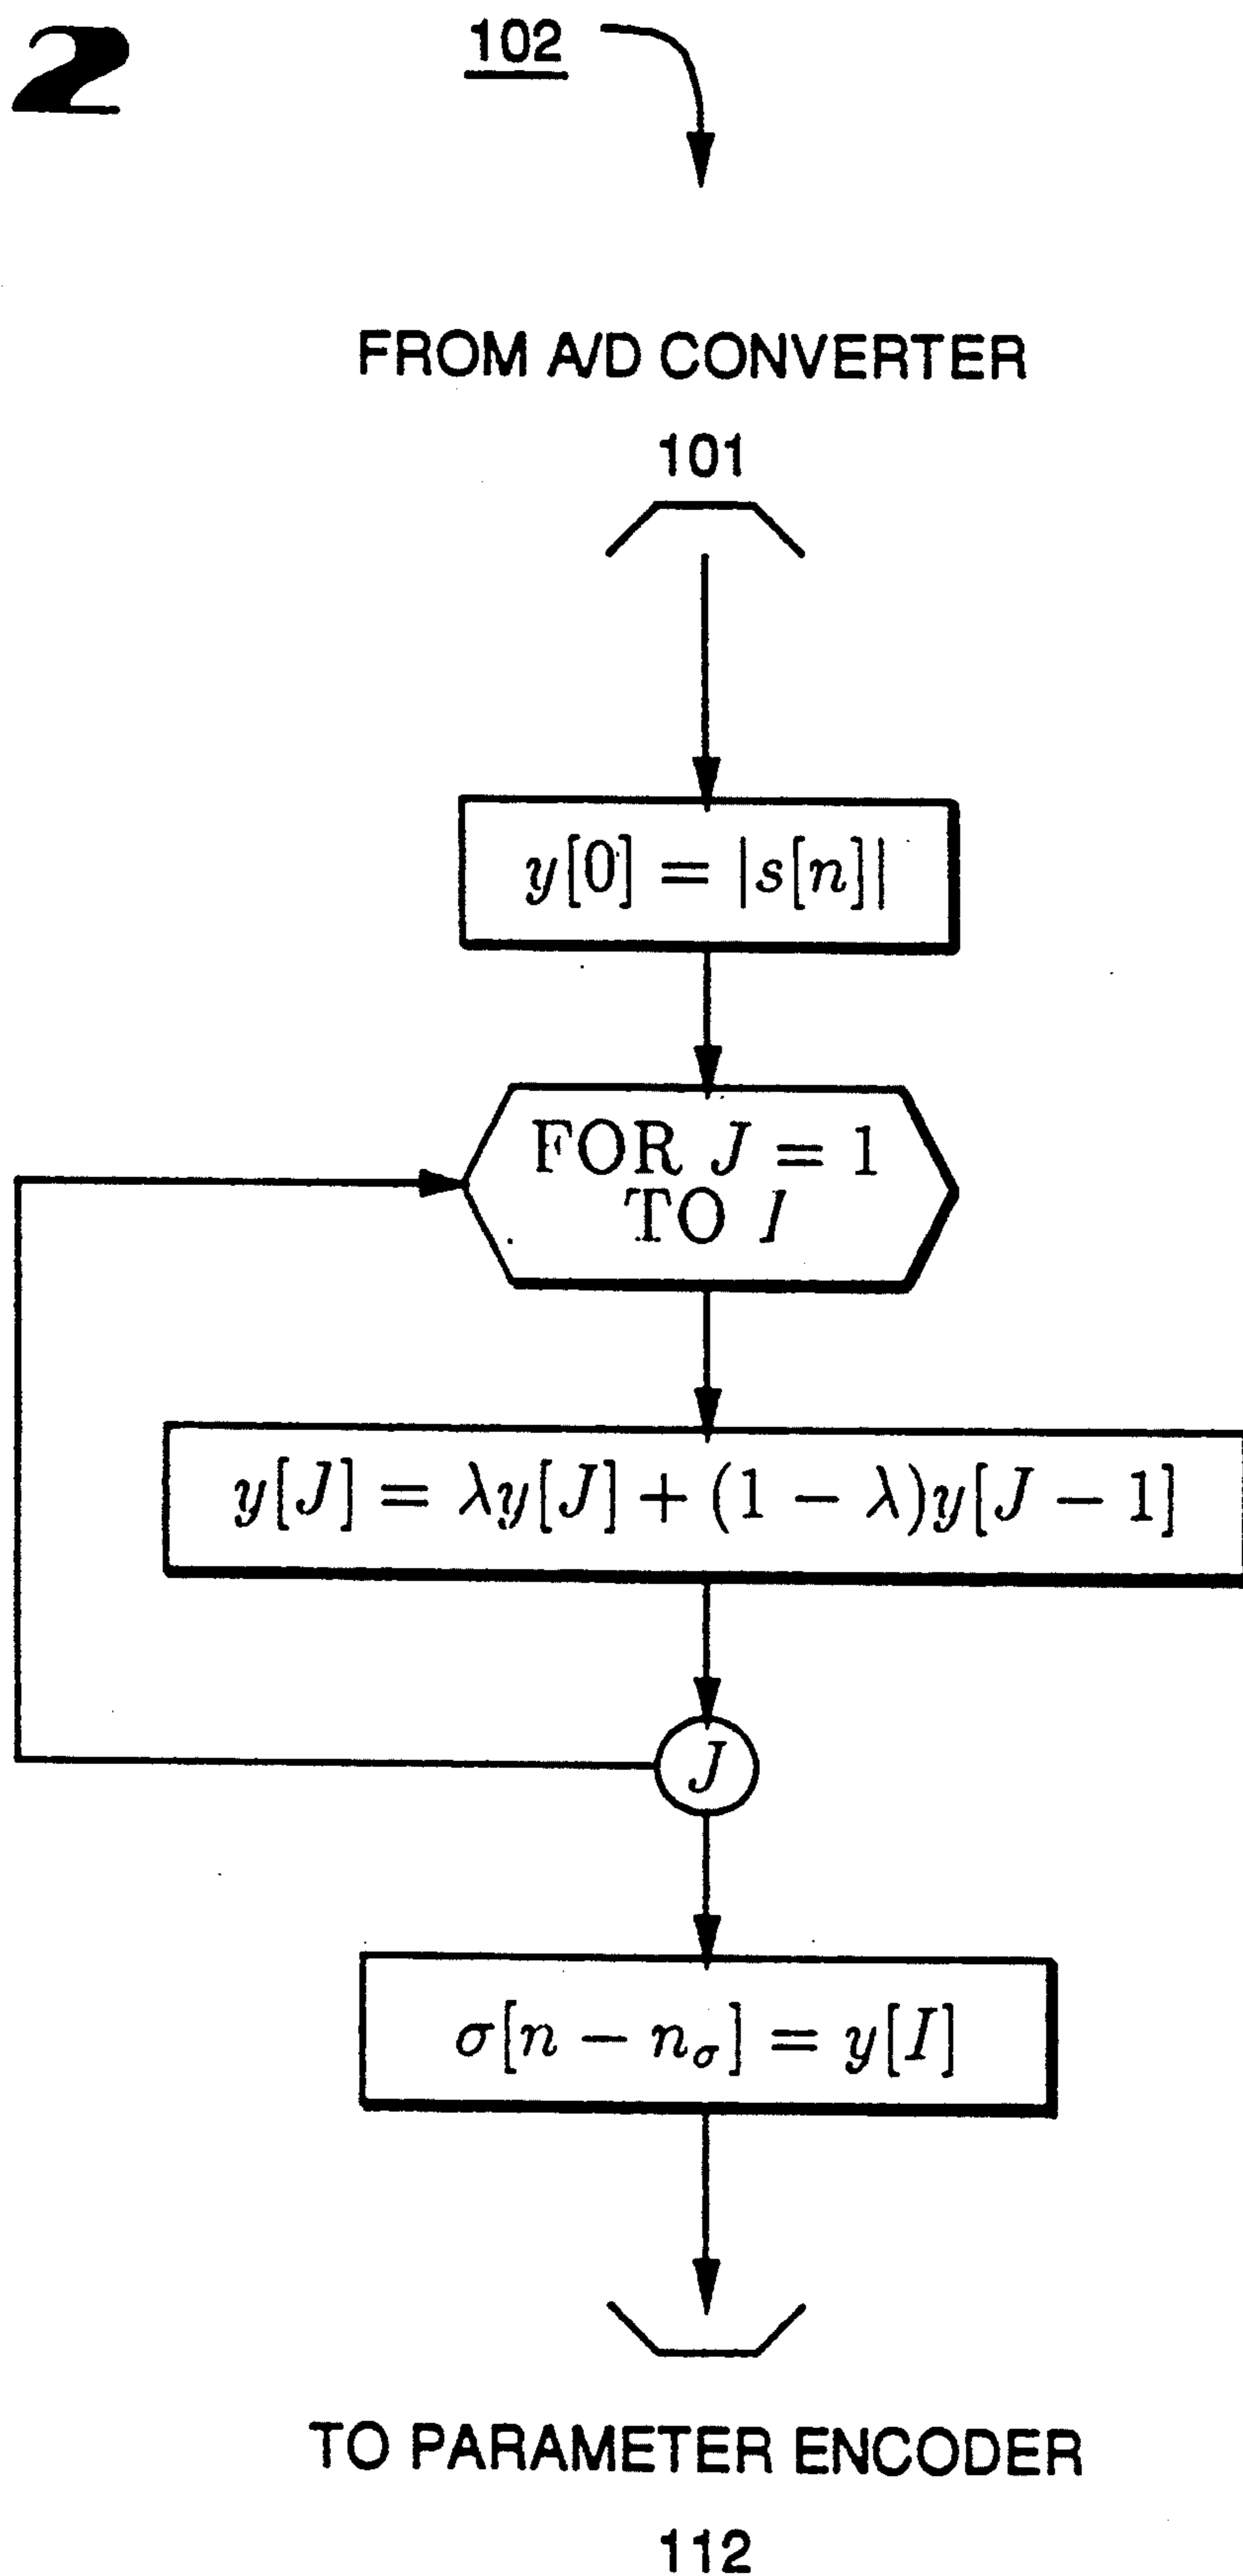 2
102
FROM A/D CONVERTER
101
y[0] = |s[n]|
FOR J = 1
TO I
y[J] = λy[J] + (1 − λ)y[J − 1]
J
σ[n − n_σ] = y[I]
TO PARAMETER ENCODER
112